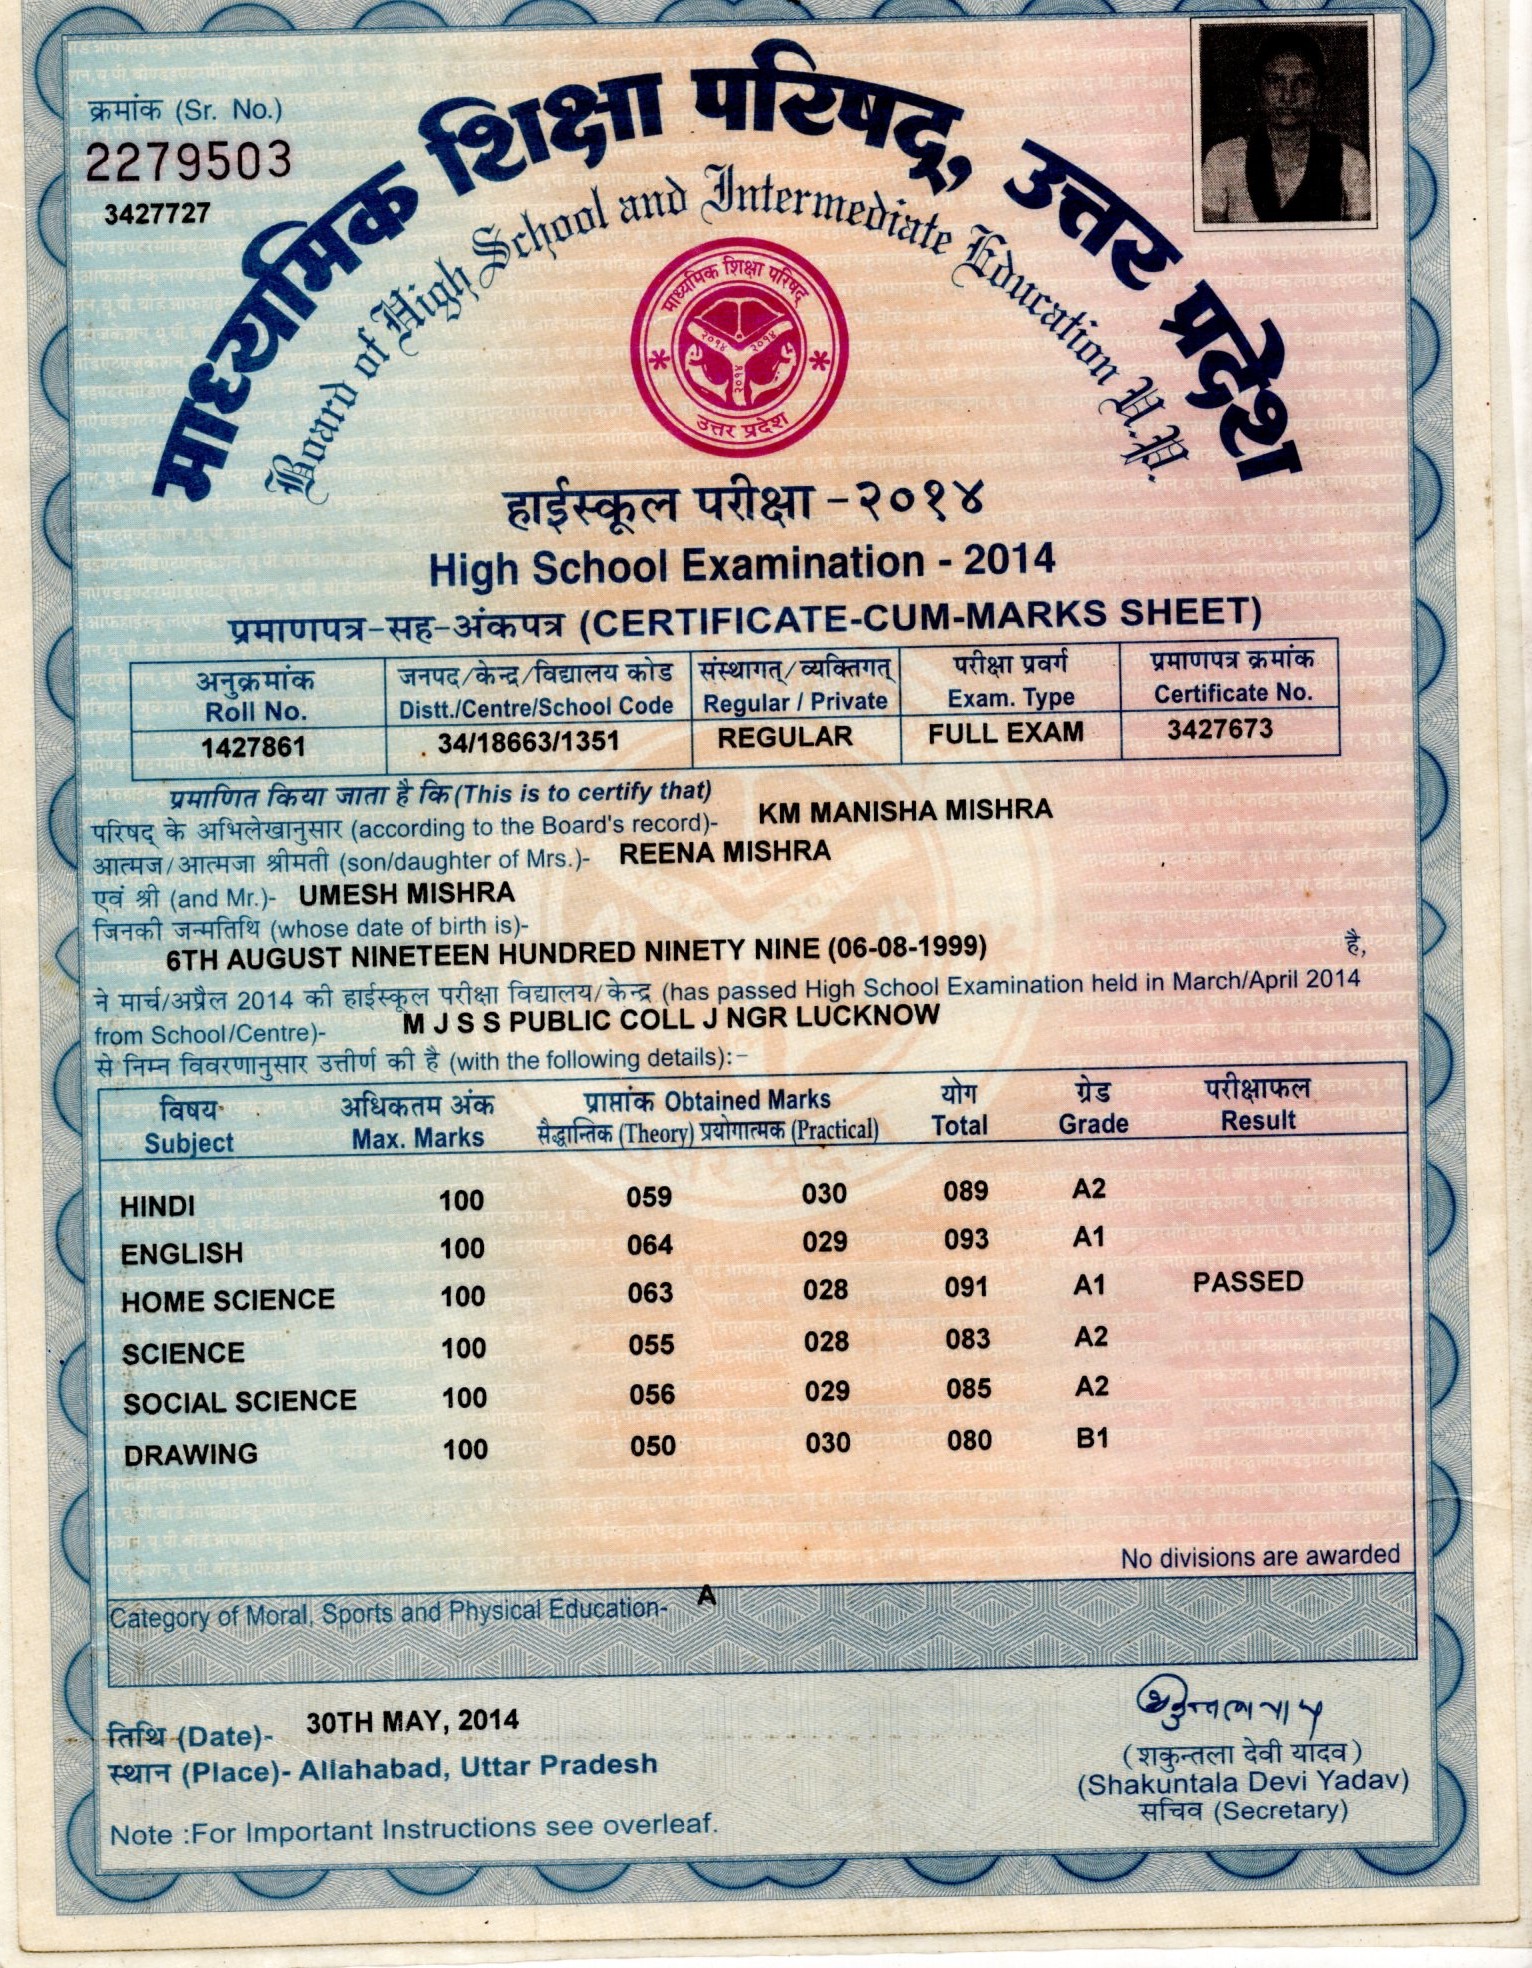 क्रमांक (Sr. No.)
2279503
3427727
माध्यमिक शिक्षा परिषद्, उत्तर प्रदेश
Board of High School and Intermediate Education U.P.
माध्यमिक शिक्षा परिषद्
२०१४ २०१४
२०१४
उत्तर प्रदेश
हाईस्कूल परीक्षा - २०१४
High School Examination - 2014
प्रमाणपत्र-सह-अंकपत्र (CERTIFICATE-CUM-MARKS SHEET)
अनुक्रमांक जनपद/केन्द्र/विद्यालय कोड संस्थागत्/व्यक्तिगत् परीक्षा प्रवर्ग प्रमाणपत्र क्रमांक
Roll No. Distt./Centre/School Code Regular / Private Exam. Type Certificate No.
1427861 34/18663/1351 REGULAR FULL EXAM 3427673
प्रमाणित किया जाता है कि (This is to certify that)
परिषद् के अभिलेखानुसार (according to the Board's record)- KM MANISHA MISHRA
आत्मज/आत्मजा श्रीमती (son/daughter of Mrs.)- REENA MISHRA
एवं श्री (and Mr.)- UMESH MISHRA
जिनकी जन्मतिथि (whose date of birth is)-
6TH AUGUST NINETEEN HUNDRED NINETY NINE (06-08-1999) है,
ने मार्च/अप्रैल 2014 की हाईस्कूल परीक्षा विद्यालय/केन्द्र (has passed High School Examination held in March/April 2014
from School/Centre)- M J S S PUBLIC COLL J NGR LUCKNOW
से निम्न विवरणानुसार उत्तीर्ण की है (with the following details):-
विषय अधिकतम अंक प्राप्तांक Obtained Marks योग ग्रेड परीक्षाफल
Subject Max. Marks सैद्धान्तिक (Theory) प्रयोगात्मक (Practical) Total Grade Result
HINDI 100 059 030 089 A2
ENGLISH 100 064 029 093 A1
HOME SCIENCE 100 063 028 091 A1 PASSED
SCIENCE 100 055 028 083 A2
SOCIAL SCIENCE 100 056 029 085 A2
DRAWING 100 050 030 080 B1
No divisions are awarded
Category of Moral, Sports and Physical Education- A
तिथि (Date)- 30TH MAY, 2014
स्थान (Place)- Allahabad, Uttar Pradesh
(शकुन्तला देवी यादव)
(Shakuntala Devi Yadav)
सचिव (Secretary)
Note :For Important Instructions see overleaf.